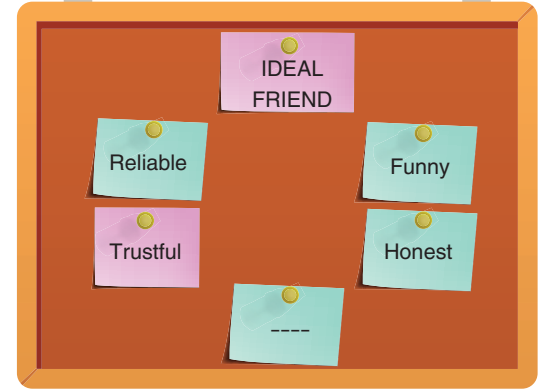 IDEAL
FRIEND
Reliable
Funny
Trustful
Honest
----